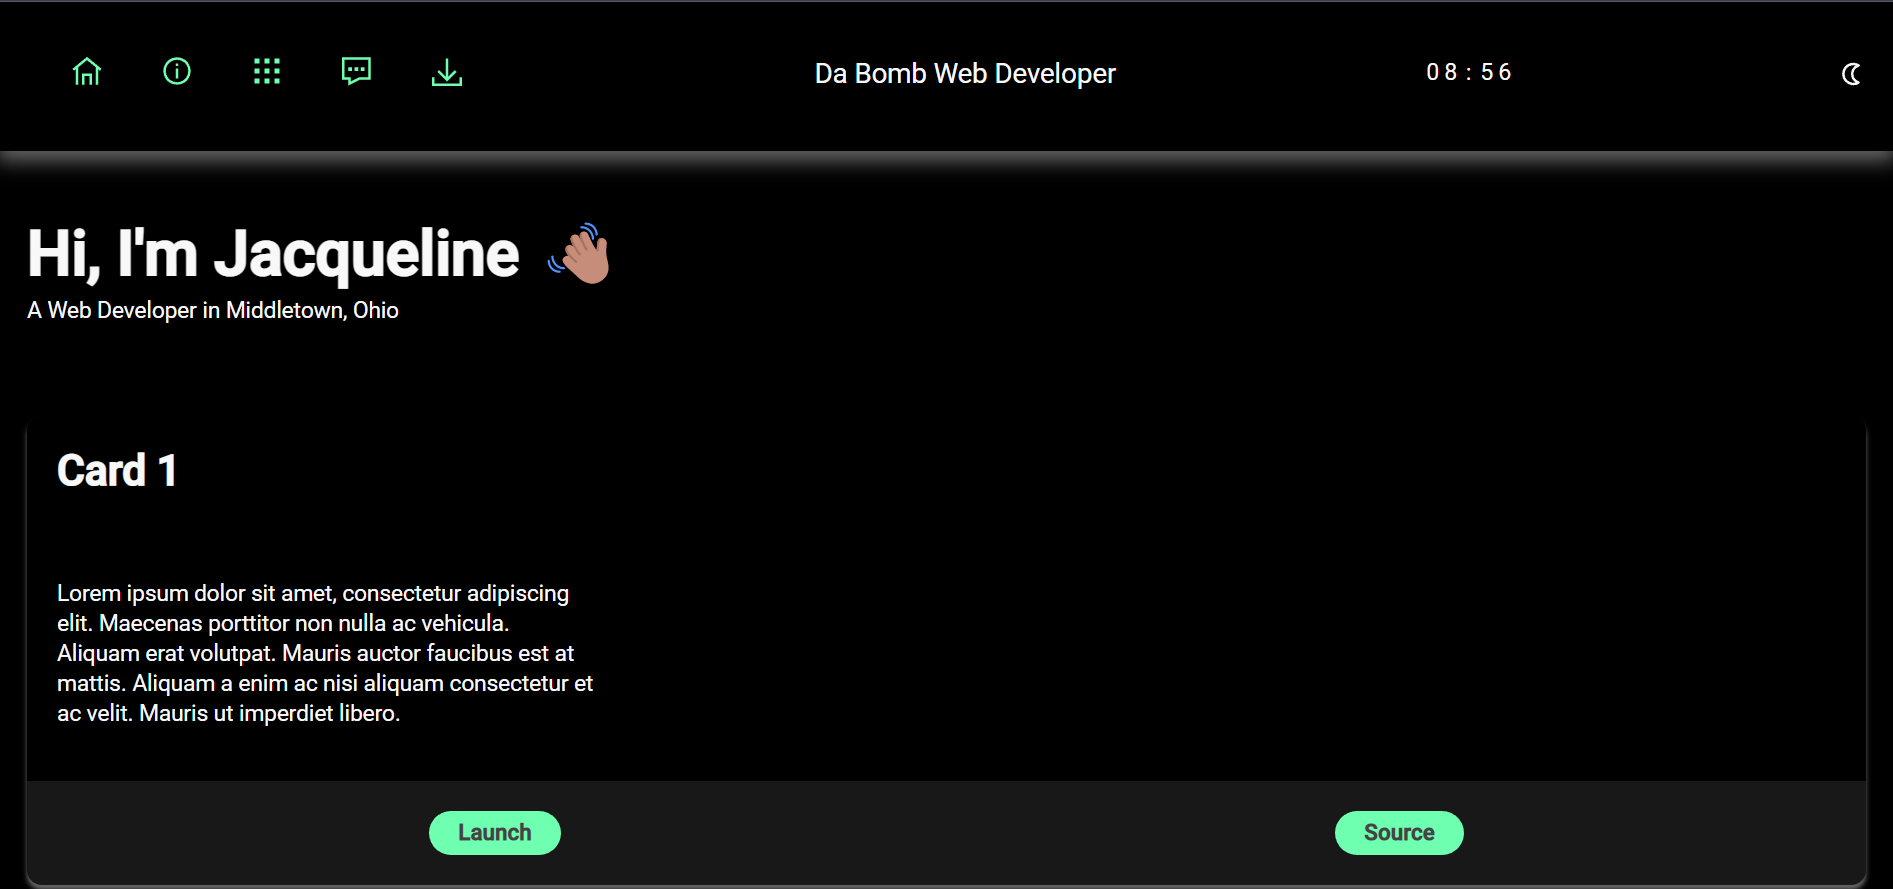 Da Bomb Web Developer
08:56
Hi, I'm Jacqueline
A Web Developer in Middletown, Ohio
Card 1
Lorem ipsum dolor sit amet, consectetur adipiscing
elit. Maecenas porttitor non nulla ac vehicula.
Aliquam erat volutpat. Mauris auctor faucibus est at
mattis. Aliquam a enim ac nisi aliquam consectetur et
ac velit. Mauris ut imperdiet libero.
Launch
Source